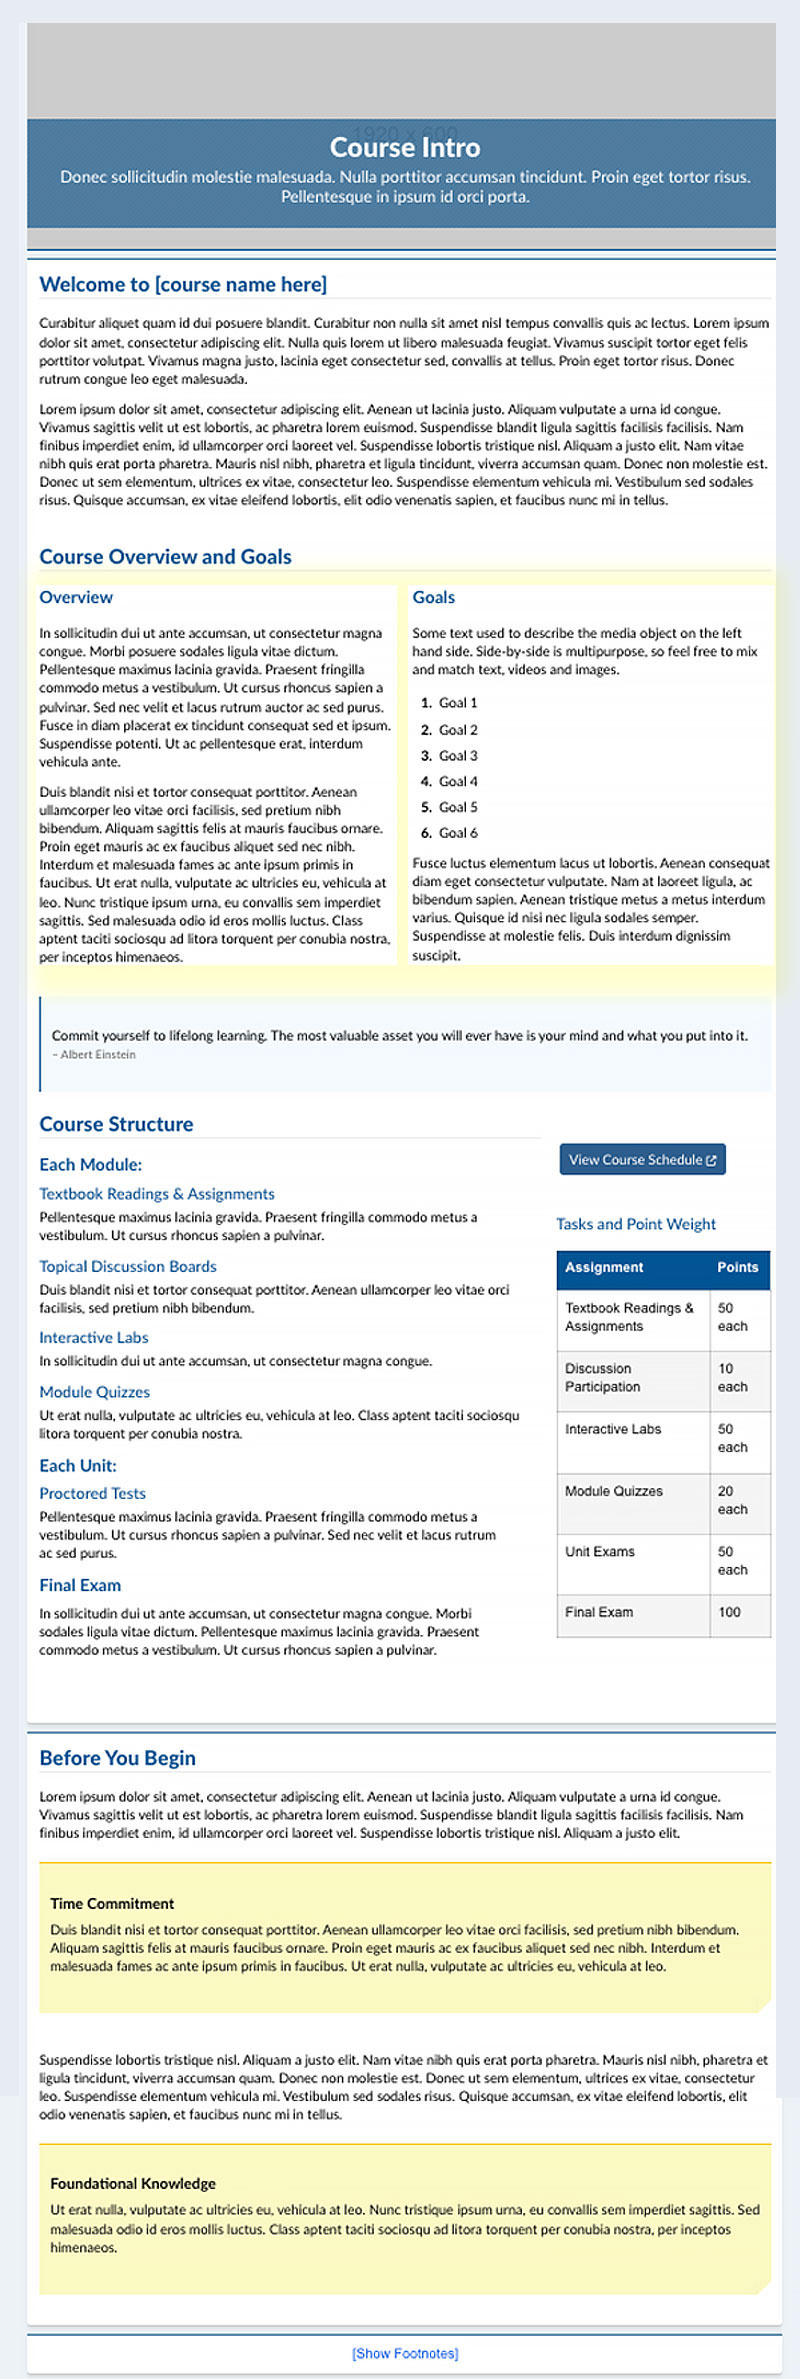 1920 x 600
Course Intro
Donec sollicitudin molestie malesuada. Nulla porttitor accumsan tincidunt. Proin eget tortor risus.
Pellentesque in ipsum id orci porta.
Welcome to [course name here]
Curabitur aliquet quam id dui posuere blandit. Curabitur non nulla sit amet nisl tempus convallis quis ac lectus. Lorem ipsum
dolor sit amet, consectetur adipiscing elit. Nulla quis lorem ut libero malesuada feugiat. Vivamus suscipit tortor eget felis
porttitor volutpat. Vivamus magna justo, lacinia eget consectetur sed, convallis at tellus. Proin eget tortor risus. Donec
rutrum congue leo eget malesuada.
Lorem ipsum dolor sit amet, consectetur adipiscing elit. Aenean ut lacinia justo. Aliquam vulputate a urna id congue.
Vivamus sagittis velit ut est lobortis, ac pharetra lorem euismod. Suspendisse blandit ligula sagittis facilisis facilisis. Nam
finibus imperdiet enim, id ullamcorper orci laoreet vel. Suspendisse lobortis tristique nisl. Aliquam a justo elit. Nam vitae
nibh quis erat porta pharetra. Mauris nisl nibh, pharetra et ligula tincidunt, viverra accumsan quam. Donec non molestie est.
Donec ut sem elementum, ultrices ex vitae, consectetur leo. Suspendisse elementum vehicula mi. Vestibulum sed sodales
risus. Quisque accumsan, ex vitae eleifend lobortis, elit odio venenatis sapien, et faucibus nunc mi in tellus.
Course Overview and Goals
Overview
In sollicitudin dui ut ante accumsan, ut consectetur magna
congue. Morbi posuere sodales ligula vitae dictum.
Pellentesque maximus lacinia gravida. Praesent fringilla
commodo metus a vestibulum. Ut cursus rhoncus sapien a
pulvinar. Sed nec velit et lacus rutrum auctor ac sed purus.
Fusce in diam placerat ex tincidunt consequat sed et ipsum.
Suspendisse potenti. Ut ac pellentesque erat, interdum
vehicula ante.
Duis blandit nisi et tortor consequat porttitor. Aenean
ullamcorper leo vitae orci facilisis, sed pretium nibh
bibendum. Aliquam sagittis felis at mauris faucibus ornare.
Proin eget mauris ac ex faucibus aliquet sed nec nibh.
Interdum et malesuada fames ac ante ipsum primis in
faucibus. Ut erat nulla, vulputate ac ultricies eu, vehicula at
leo. Nunc tristique ipsum urna, eu convallis sem imperdiet
sagittis. Sed malesuada odio id eros mollis luctus. Class
aptent taciti sociosqu ad litora torquent per conubia nostra,
per inceptos himenaeos.
Goals
Some text used to describe the media object on the left
hand side. Side-by-side is multipurpose, so feel free to mix
and match text, videos and images.
1. Goal 1
2. Goal 2
3. Goal 3
4. Goal 4
5. Goal 5
6. Goal 6
Fusce luctus elementum lacus ut lobortis. Aenean consequat
diam eget consectetur vulputate. Nam at laoreet ligula, ac
bibendum sapien. Aenean tristique metus a metus interdum
varius. Quisque id nisi nec ligula sodales semper.
Suspendisse at molestie felis. Duis interdum dignissim
suscipit.
Commit yourself to lifelong learning. The most valuable asset you will ever have is your mind and what you put into it.
– Albert Einstein
Course Structure
Each Module:
Textbook Readings & Assignments
Pellentesque maximus lacinia gravida. Praesent fringilla commodo metus a
vestibulum. Ut cursus rhoncus sapien a pulvinar.
Topical Discussion Boards
Duis blandit nisi et tortor consequat porttitor. Aenean ullamcorper leo vitae orci
facilisis, sed pretium nibh bibendum.
Interactive Labs
In sollicitudin dui ut ante accumsan, ut consectetur magna congue.
Module Quizzes
Ut erat nulla, vulputate ac ultricies eu, vehicula at leo. Class aptent taciti sociosqu
litora torquent per conubia nostra.
Each Unit:
Proctored Tests
Pellentesque maximus lacinia gravida. Praesent fringilla commodo metus a
vestibulum. Ut cursus rhoncus sapien a pulvinar. Sed nec velit et lacus rutrum
ac sed purus.
Final Exam
In sollicitudin dui ut ante accumsan, ut consectetur magna congue. Morbi
sodales ligula vitae dictum. Pellentesque maximus lacinia gravida. Praesent
commodo metus a vestibulum. Ut cursus rhoncus sapien a pulvinar.
View Course Schedule
Tasks and Point Weight
Assignment Points
Textbook Readings & 50
Assignments each
Discussion 10
Participation each
Interactive Labs 50
each
Module Quizzes 20
each
Unit Exams 50
each
Final Exam 100
Before You Begin
Lorem ipsum dolor sit amet, consectetur adipiscing elit. Aenean ut lacinia justo. Aliquam vulputate a urna id congue.
Vivamus sagittis velit ut est lobortis, ac pharetra lorem euismod. Suspendisse blandit ligula sagittis facilisis facilisis. Nam
finibus imperdiet enim, id ullamcorper orci laoreet vel. Suspendisse lobortis tristique nisl. Aliquam a justo elit.
Time Commitment
Duis blandit nisi et tortor consequat porttitor. Aenean ullamcorper leo vitae orci facilisis, sed pretium nibh bibendum.
Aliquam sagittis felis at mauris faucibus ornare. Proin eget mauris ac ex faucibus aliquet sed nec nibh. Interdum et
malesuada fames ac ante ipsum primis in faucibus. Ut erat nulla, vulputate ac ultricies eu, vehicula at leo.
Suspendisse lobortis tristique nisl. Aliquam a justo elit. Nam vitae nibh quis erat porta pharetra. Mauris nisl nibh, pharetra et
ligula tincidunt, viverra accumsan quam. Donec non molestie est. Donec ut sem elementum, ultrices ex vitae, consectetur
leo. Suspendisse elementum vehicula mi. Vestibulum sed sodales risus. Quisque accumsan, ex vitae eleifend lobortis, elit
odio venenatis sapien, et faucibus nunc mi in tellus.
Foundational Knowledge
Ut erat nulla, vulputate ac ultricies eu, vehicula at leo. Nunc tristique ipsum urna, eu convallis sem imperdiet sagittis. Sed
malesuada odio id eros mollis luctus. Class aptent taciti sociosqu ad litora torquent per conubia nostra, per inceptos
himenaeos.
[Show Footnotes]